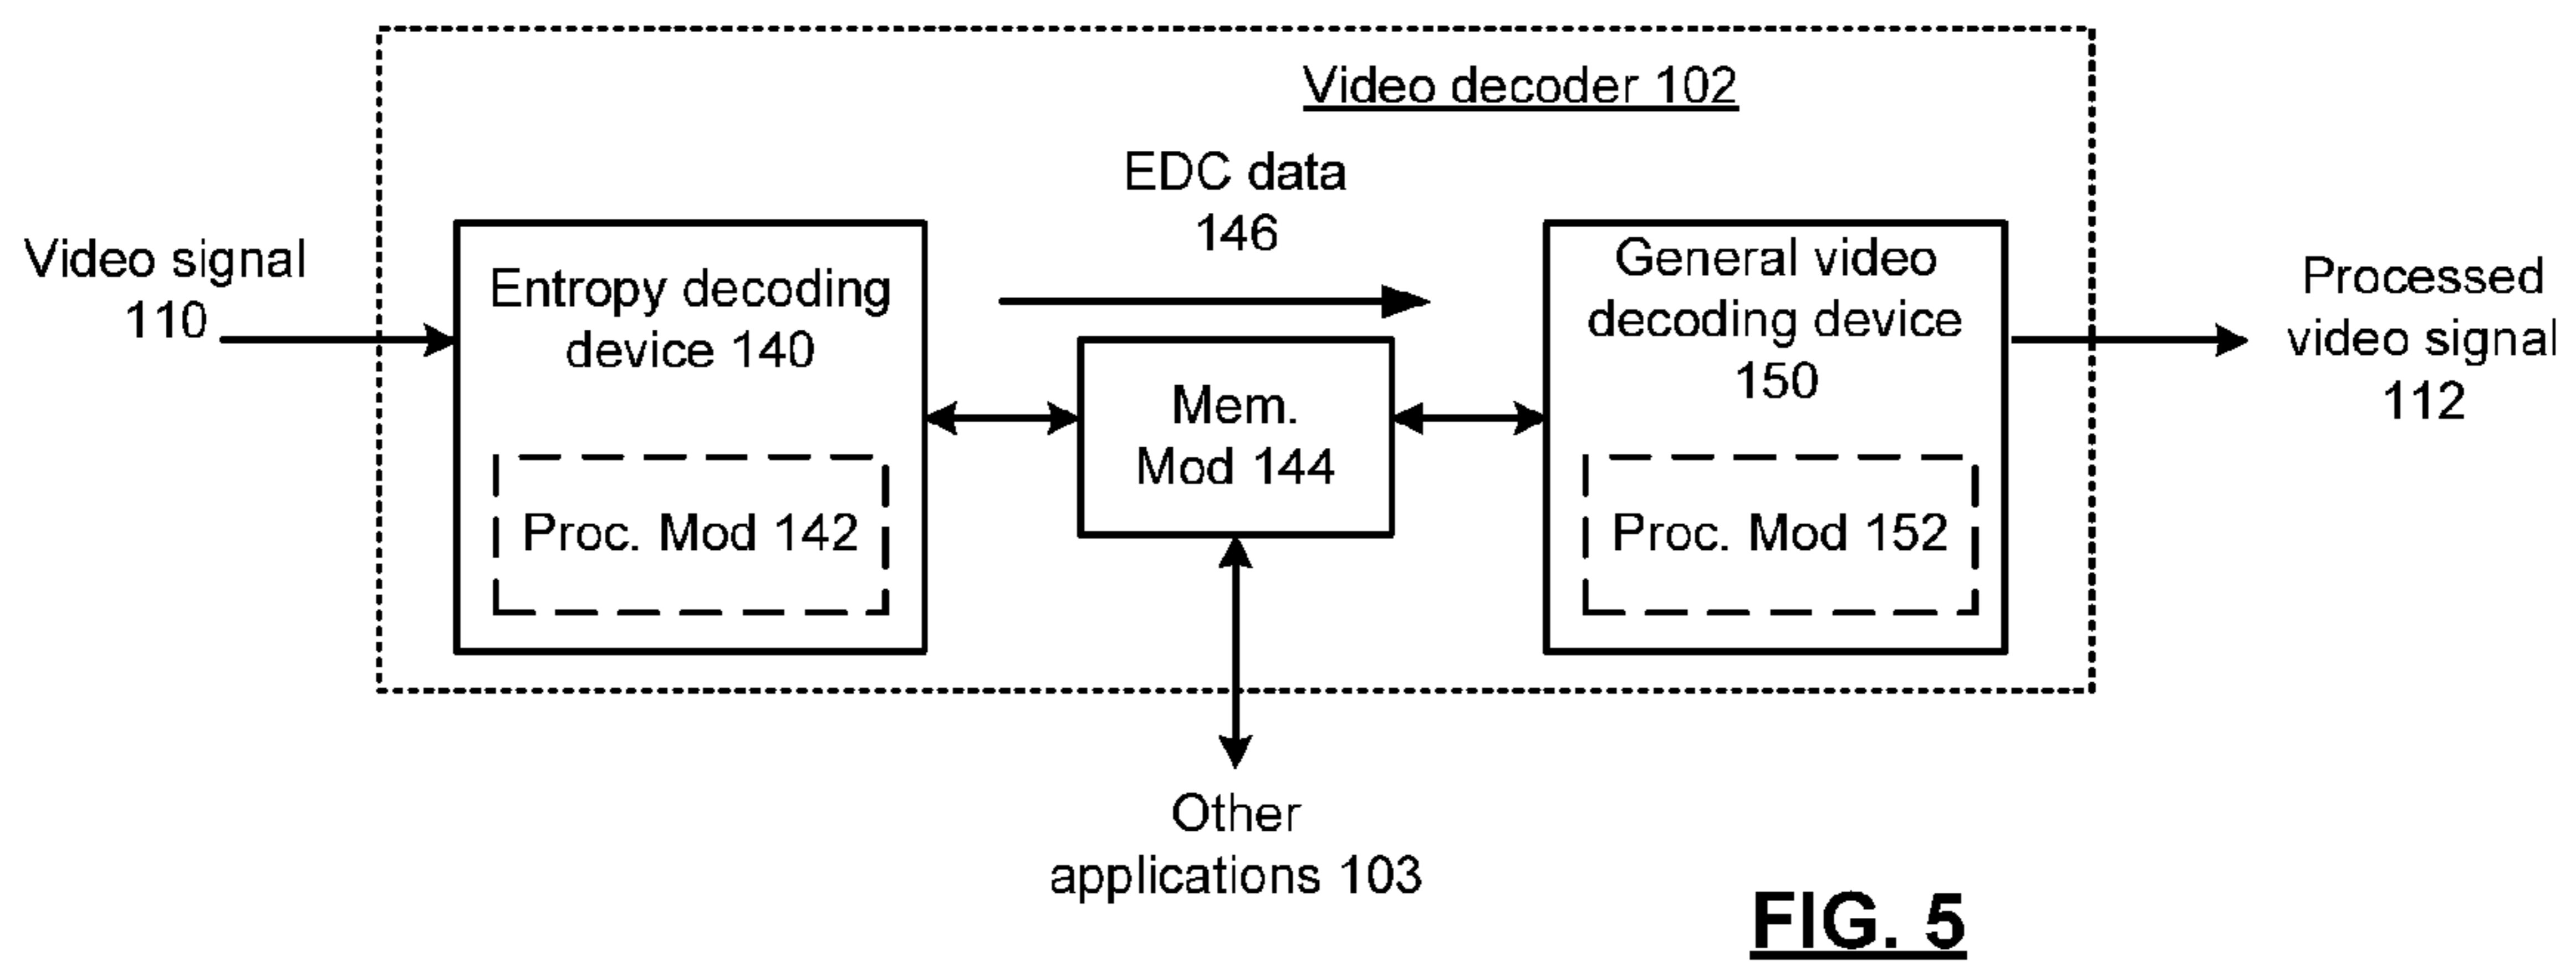 Video decoder 102
EDC data
146
Video signal
110
Entropy decoding
device 140
Proc. Mod 142
Mem.
Mod 144
General video
decoding device
150
Proc. Mod 152
Processed
video signal
112
Other
applications 103
FIG. 5